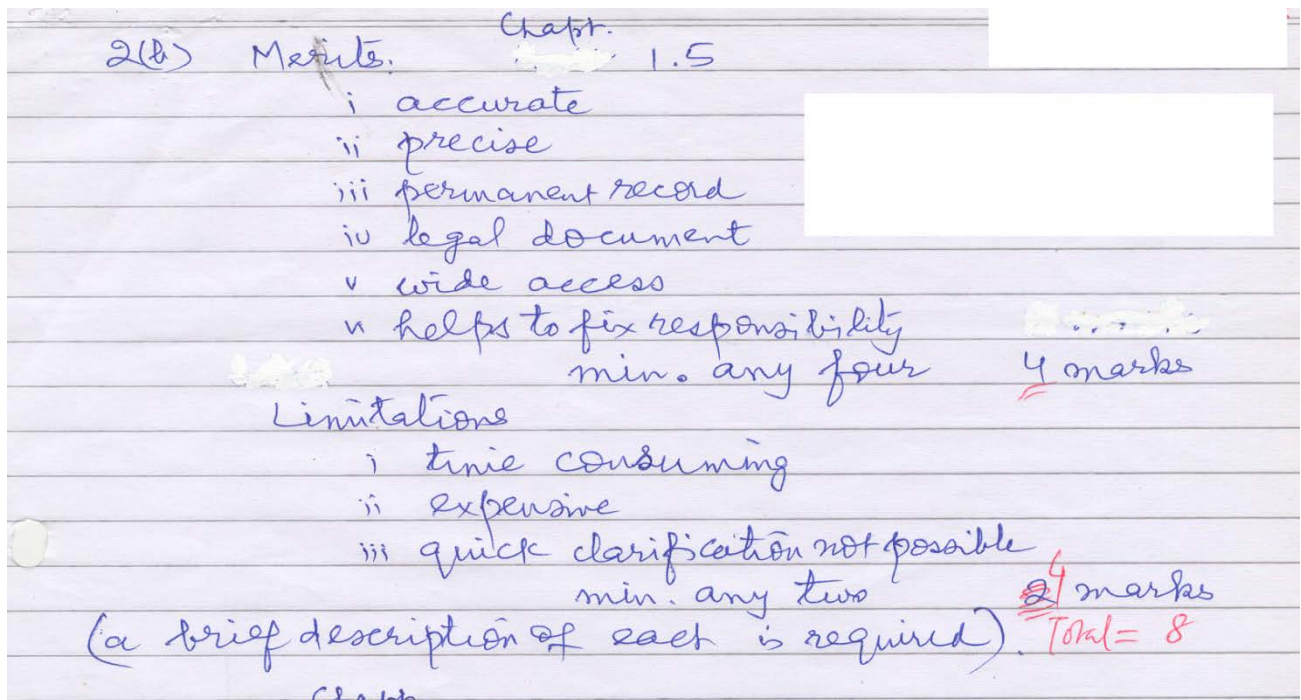 Chapt.
2(b) Merits. 1.5
i accurate
ii precise
iii permanent record
iv legal document
v wide access
vi helps to fix responsibility
min. any four 4 marks
Limitations
i time consuming
ii expensive
iii quick clarification not possible
min. any two 4 marks
(a brief description of each is required). Total = 8